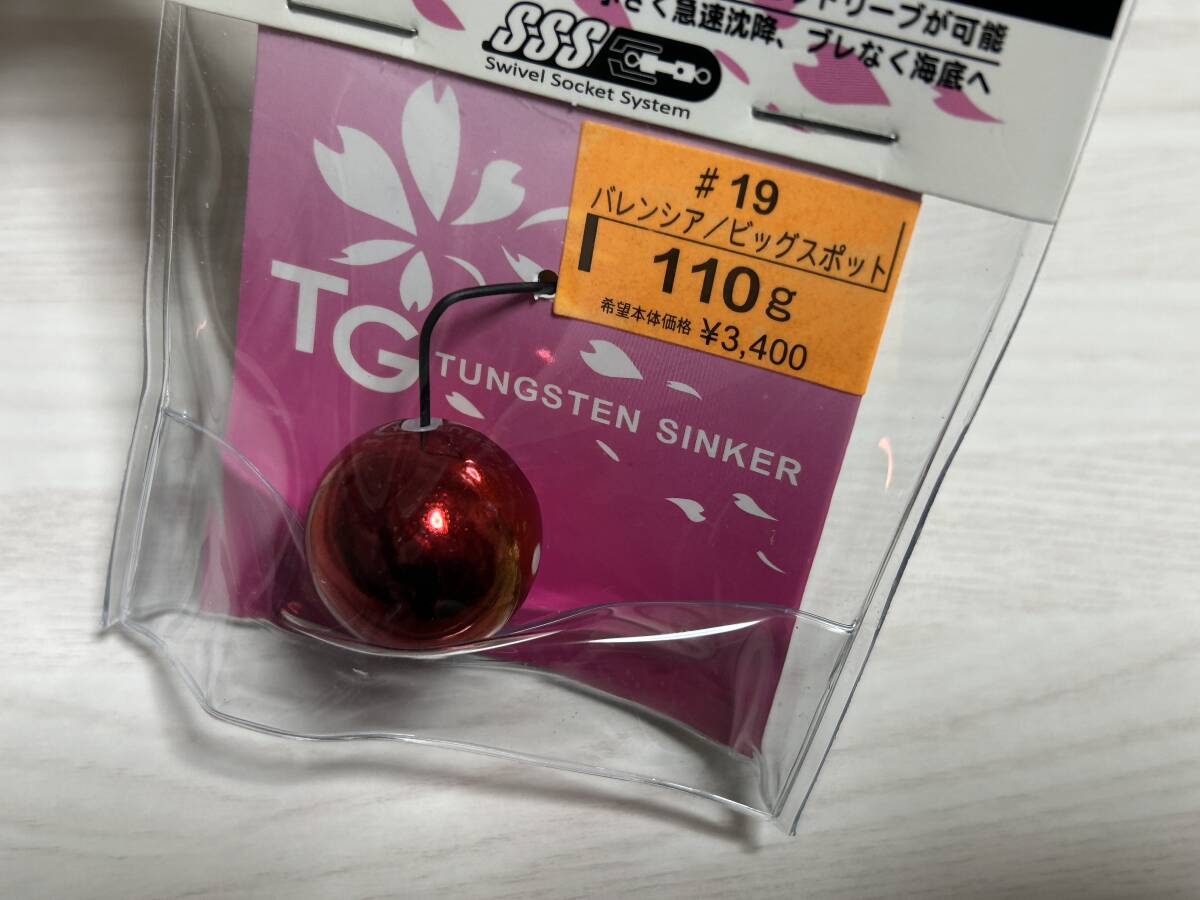 ドリーブが可能
さく急速沈降、ブレなく海底へ
SSS
Swivel Socket System
#19
バレンシア/ビッグスポット
110g
希望本体価格 ¥3,400
TG
TUNGSTEN SINKER